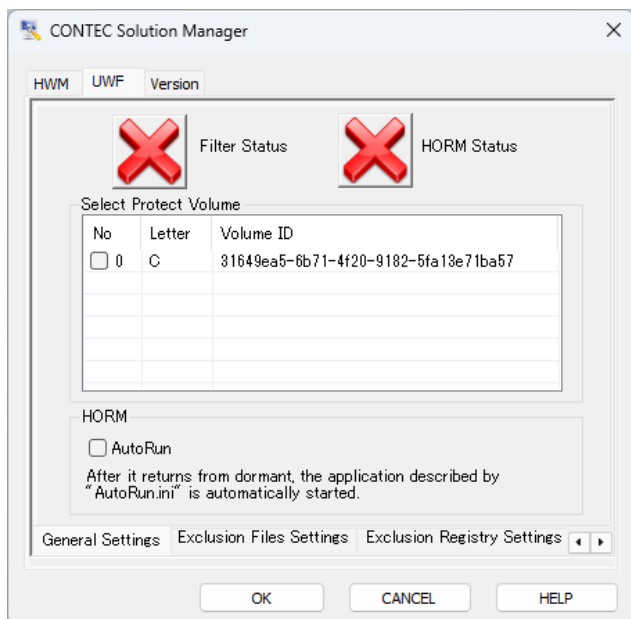 CONTEC Solution Manager
HWM
UWF
Version
Filter Status
HORM Status
Select Protect Volume
No Letter Volume ID
0 C 31649ea5-6b71-4f20-9182-5fa13e71ba57
HORM
AutoRun
After it returns from dormant, the application described by
"AutoRun.ini" is automatically started.
General Settings
Exclusion Files Settings
Exclusion Registry Settings
OK
CANCEL
HELP